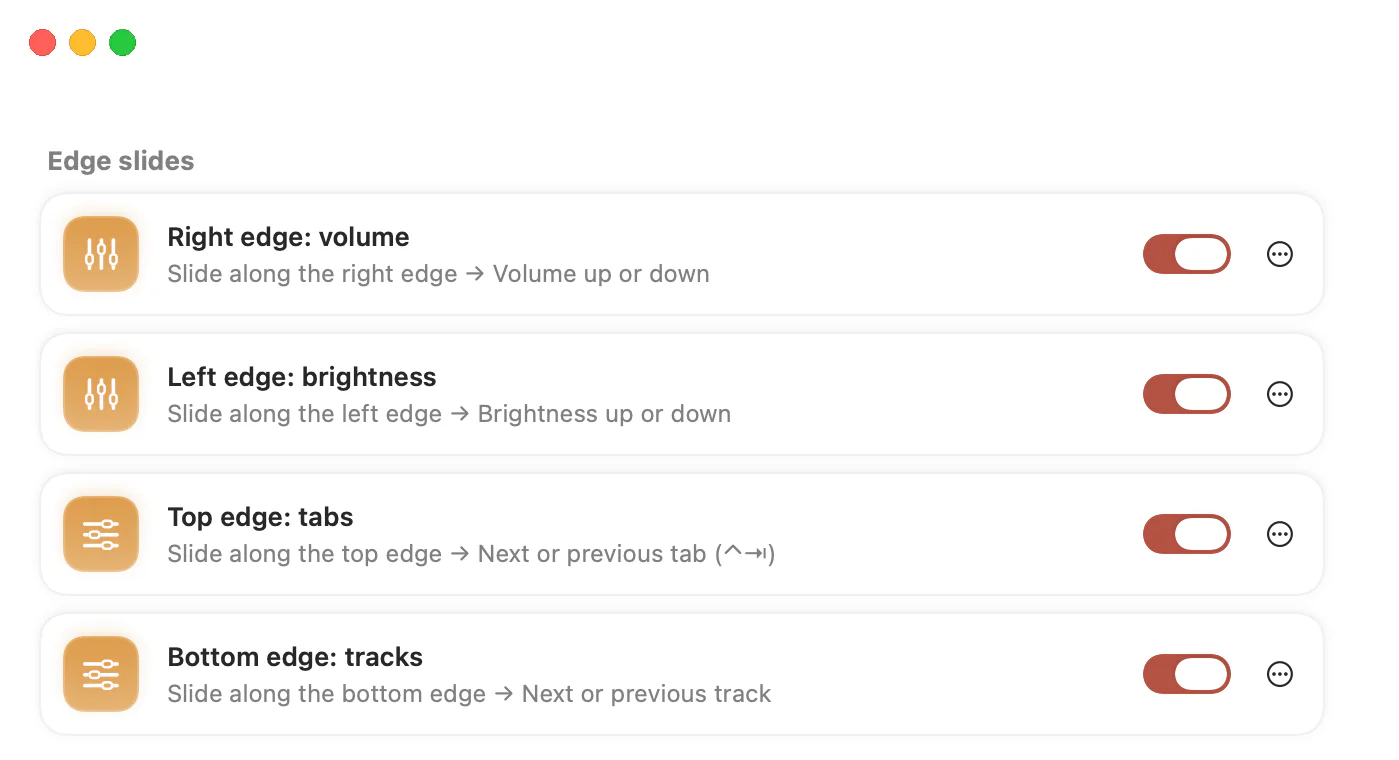 Edge slides
Right edge: volume
Slide along the right edge → Volume up or down
Left edge: brightness
Slide along the left edge → Brightness up or down
Top edge: tabs
Slide along the top edge → Next or previous tab (^⇥)
Bottom edge: tracks
Slide along the bottom edge → Next or previous track